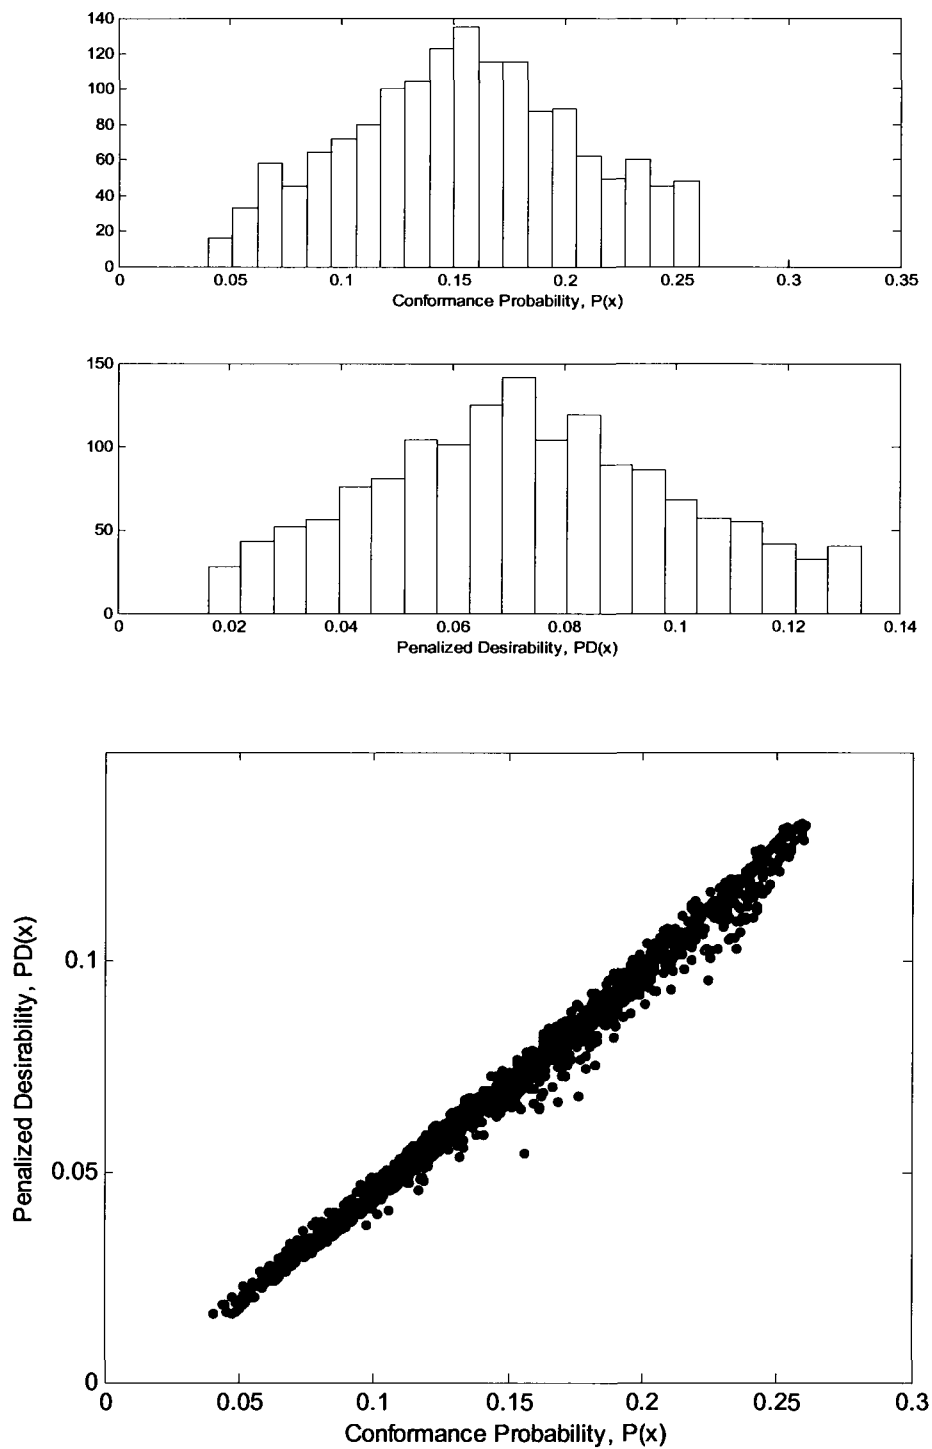 140
120
100
80
60
40
20
0
0 0.05 0.1 0.15 0.2 0.25 0.3 0.35
Conformance Probability, P(x)
150
100
50
0
0 0.02 0.04 0.06 0.08 0.1 0.12 0.14
Penalized Desirability, PD(x)
Penalized Desirability, PD(x)
0.1
0.05
0
0 0.05 0.1 0.15 0.2 0.25 0.3
Conformance Probability, P(x)